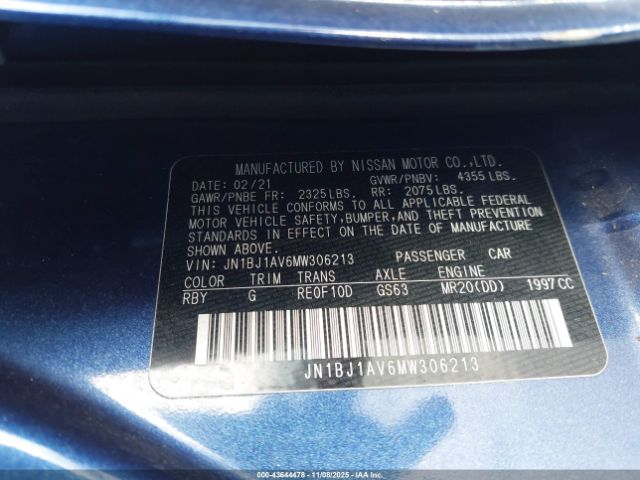 MANUFACTURED BY NISSAN MOTOR CO.,LTD.
DATE: 02/21 GVWR/PNBV: 4355 LBS.
GAWR/PNBE FR: 2325 LBS. RR: 2075 LBS.
THIS VEHICLE CONFORMS TO ALL APPLICABLE FEDERAL
MOTOR VEHICLE SAFETY, BUMPER, AND THEFT PREVENTION
STANDARDS IN EFFECT ON THE DATE OF MANUFACTURE
SHOWN ABOVE.
VIN: JN1BJ1AV6MW306213 PASSENGER CAR
COLOR TRIM TRANS AXLE ENGINE
RBY G RE0F10D GS63 MR20(DD) 1997CC
JN1BJ1AV6MW306213
000-43644478 - 11/08/2025 - IAA Inc.